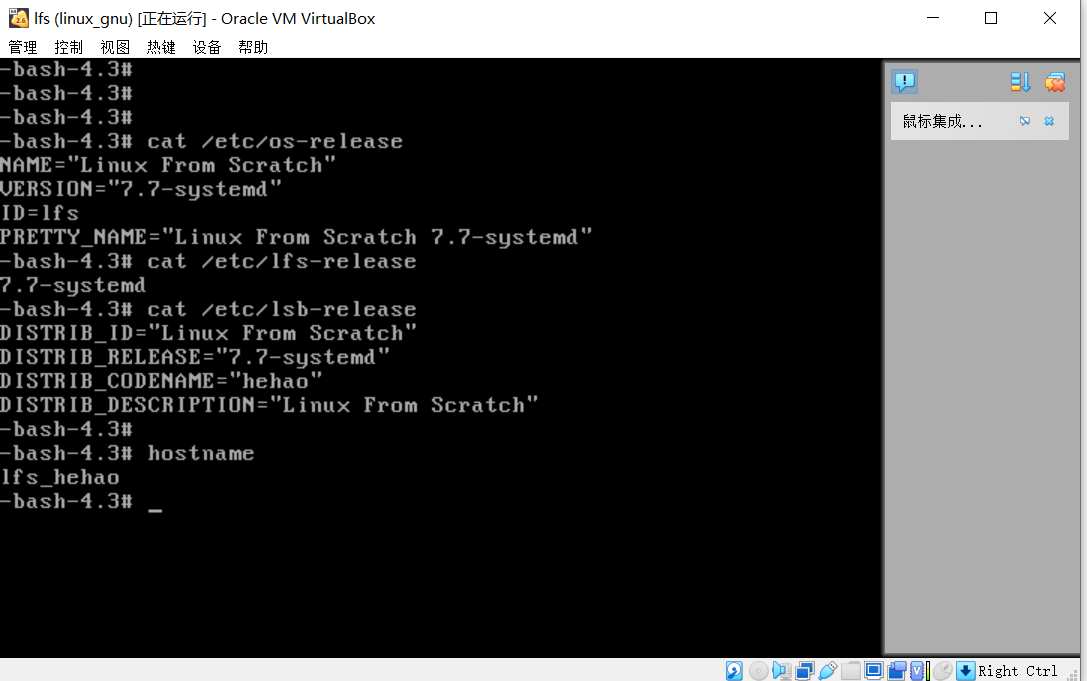 lfs (linux_gnu) [正在运行] - Oracle VM VirtualBox
管理 控制 视图 热键 设备 帮助
-bash-4.3#
-bash-4.3#
-bash-4.3#
-bash-4.3# cat /etc/os-release
NAME="Linux From Scratch"
VERSION="7.7-systemd"
ID=lfs
PRETTY_NAME="Linux From Scratch 7.7-systemd"
-bash-4.3# cat /etc/lfs-release
7.7-systemd
-bash-4.3# cat /etc/lsb-release
DISTRIB_ID="Linux From Scratch"
DISTRIB_RELEASE="7.7-systemd"
DISTRIB_CODENAME="hehao"
DISTRIB_DESCRIPTION="Linux From Scratch"
-bash-4.3#
-bash-4.3# hostname
lfs_hehao
-bash-4.3# _
鼠标集成...
Right Ctrl